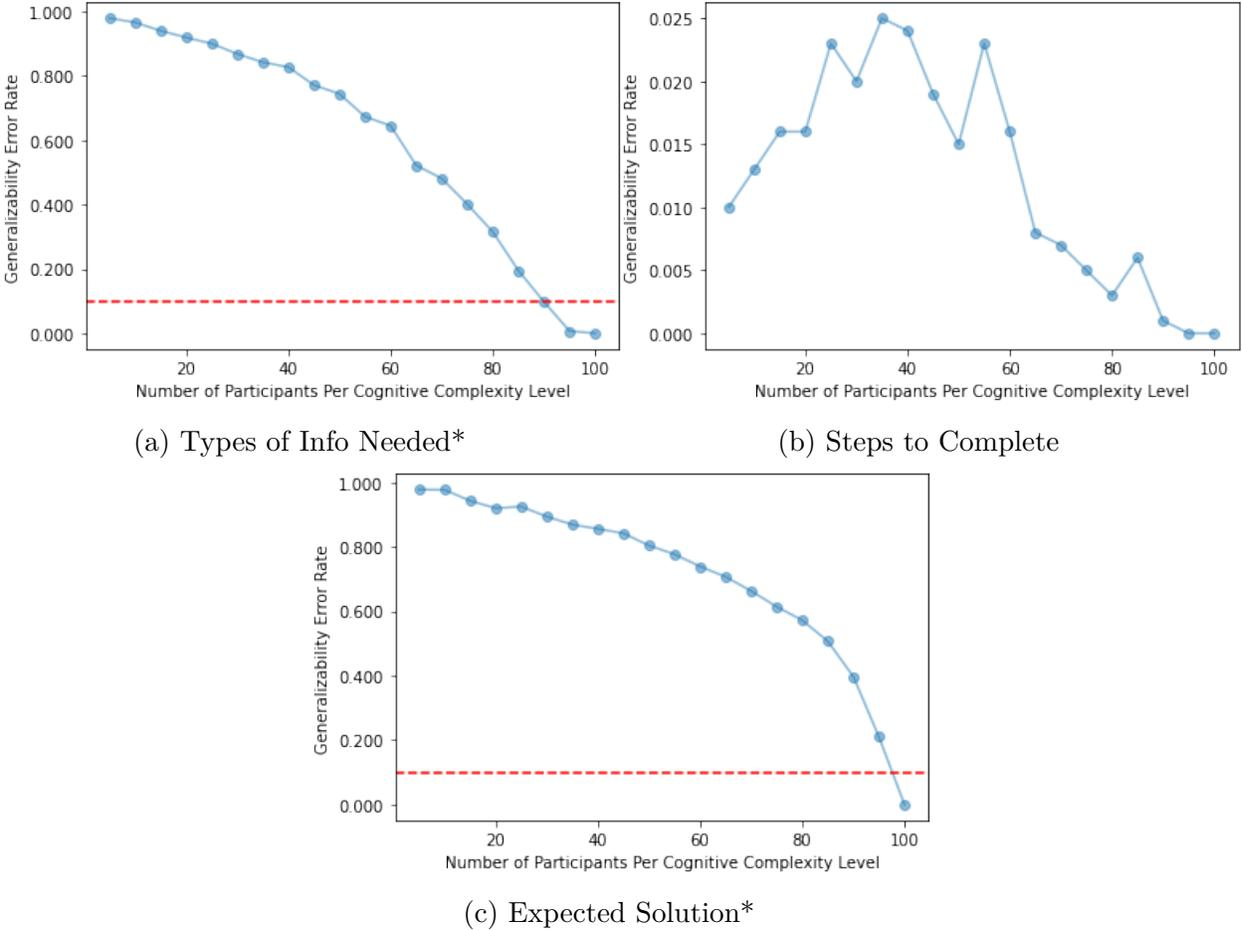 1.000
0.800
0.600
0.400
0.200
0.000
Generalizability Error Rate
20 40 60 80 100
Number of Participants Per Cognitive Complexity Level
(a) Types of Info Needed*
0.025
0.020
0.015
0.010
0.005
0.000
Generalizability Error Rate
20 40 60 80 100
Number of Participants Per Cognitive Complexity Level
(b) Steps to Complete
1.000
0.800
0.600
0.400
0.200
0.000
Generalizability Error Rate
20 40 60 80 100
Number of Participants Per Cognitive Complexity Level
(c) Expected Solution*